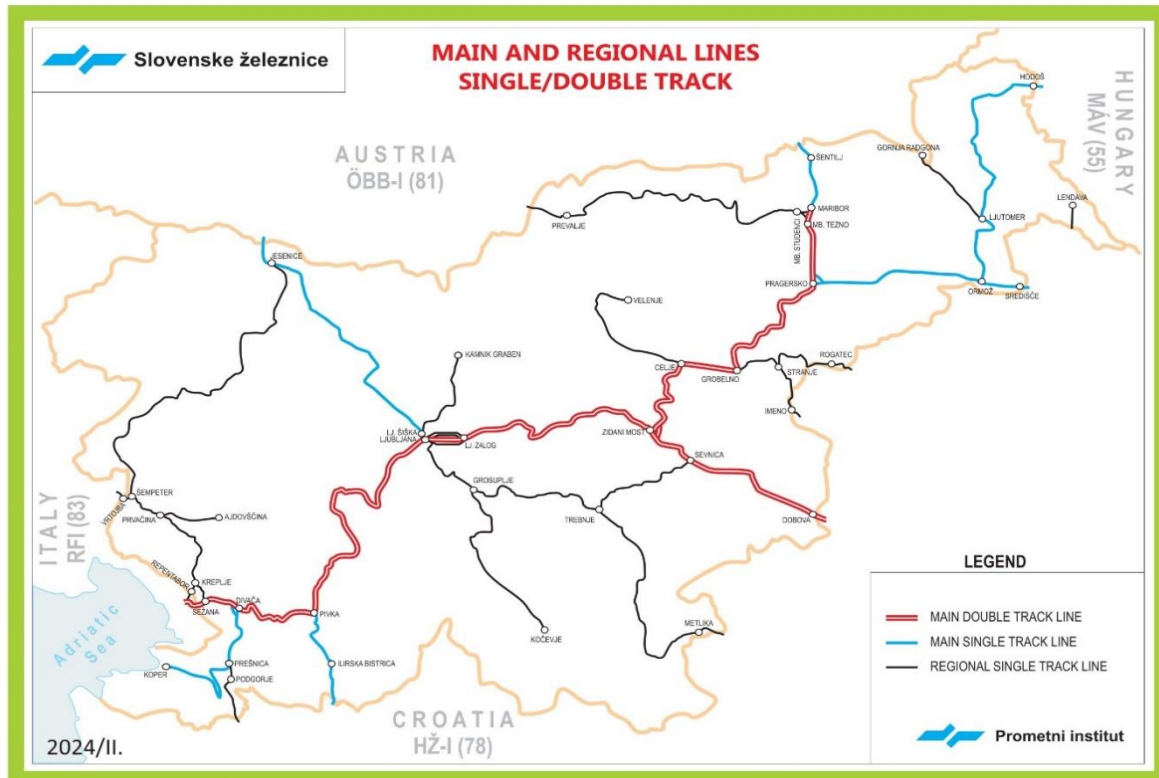 Slovenske železnice
MAIN AND REGIONAL LINES
SINGLE/DOUBLE TRACK
HUNGARY
MÁV (55)
AUSTRIA
ÖBB-I (81)
HODOŠ
ŠENTILJ
GORNJA RADGONA
LENDAVA
LJUTOMER
PREVALJE
MARIBOR
MB. TEZNO
MB. STUDENCI
JESENICE
PRAGERSKO
ORMOŽ
SREDIŠČE
VELENJE
KAMNIK GRABEN
CELJE
GROBELNO
STRANJE
ROGATEC
IMENO
LJ. ŠIŠKA
LJUBLJANA
LJ. ZALOG
ZIDANI MOST
SEVNICA
GROSUPLJE
TREBNJE
DOBOVA
ITALY
RFI (83)
ŠEMPETER
VRTOJBA
PRVAČINA
AJDOVŠČINA
REPENTABOR
KREPLJE
SEŽANA
DIVAČA
PIVKA
KOČEVJE
METLIKA
Adriatic
Sea
KOPER
PREŠNICA
PODGORJE
ILIRSKA BISTRICA
CROATIA
HŽ-I (78)
LEGEND
MAIN DOUBLE TRACK LINE
MAIN SINGLE TRACK LINE
REGIONAL SINGLE TRACK LINE
Prometni institut
2024/II.